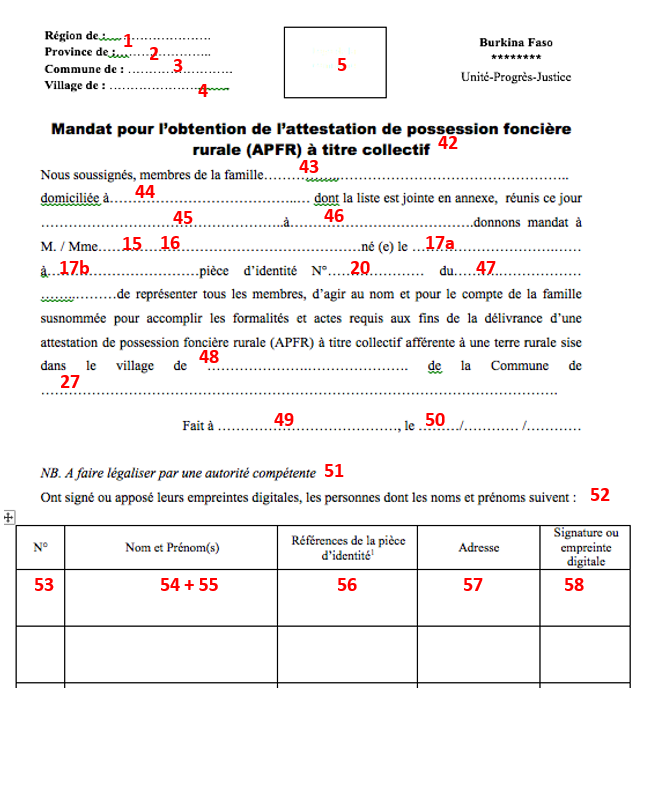 Région de :………………………. 1
Province de :…………………….. 2
Commune de : ……………………. 3
Village de : ………………………… 4
5
Burkina Faso
********
Unité-Progrès-Justice
Mandat pour l’obtention de l’attestation de possession foncière
rurale (APFR) à titre collectif 42
Nous soussignés, membres de la famille……… 43 ………………………………………..
domiciliée à…… 44 ………………………..… dont la liste est jointe en annexe, réunis ce jour
……………………… 45 ………………..à……… 46 ……………………….donnons mandat à
M. / Mme…… 15 … 16 ……………………………né (e) le … 17a ……………….……
à.. 17b ……………………pièce d’identité N°…… 20 ………… du…… 47 ………………
……..………de représenter tous les membres, d’agir au nom et pour le compte de la famille
susnommée pour accomplir les formalités et actes requis aux fins de la délivrance d’une
attestation de possession foncière rurale (APFR) à titre collectif afférente à une terre rurale sise
dans le village de 48 …………………………………. de la Commune de
… 27 ………………………………………………………………………………………
Fait à ………… 49 …………………, le 50 ………/………… /…………
NB. A faire légaliser par une autorité compétente 51
Ont signé ou apposé leurs empreintes digitales, les personnes dont les noms et prénoms suivent : 52
N° Nom et Prénom(s) Références de la pièce d’identité¹ Adresse Signature ou empreinte digitale
53 54 + 55 56 57 58